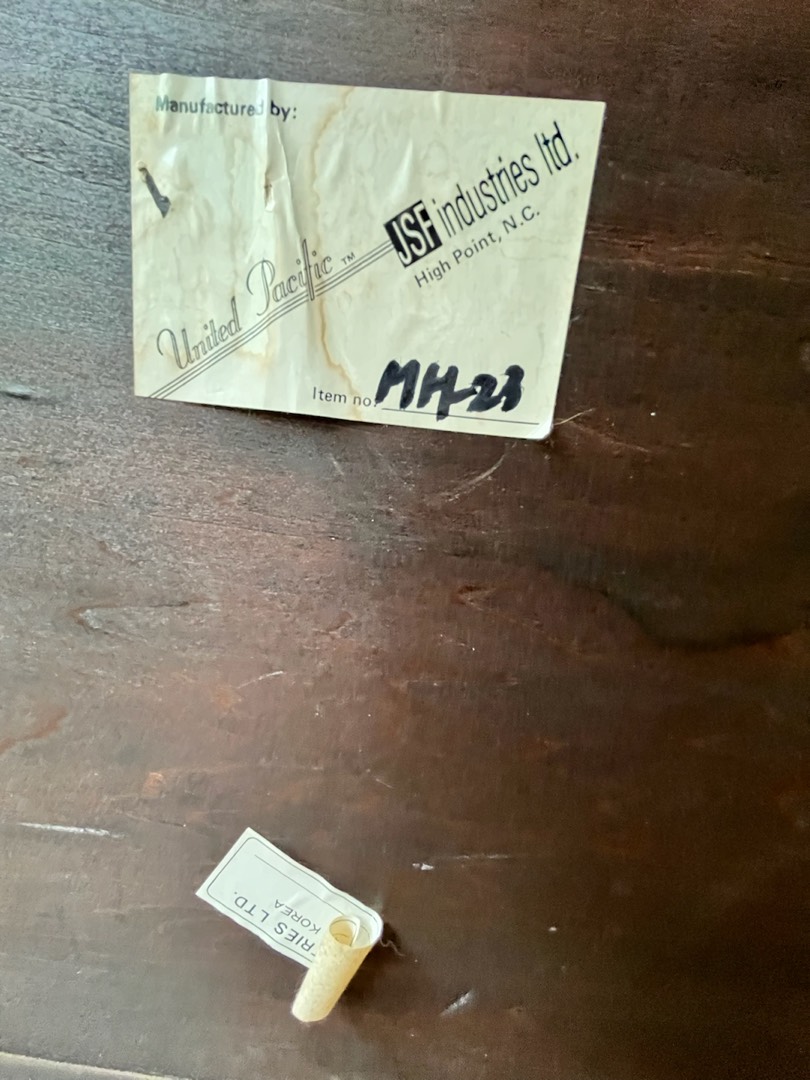 Manufactured by:
JSF industries ltd.
High Point, N.C.
United Pacific ™
Item no. MH-23
RIES LTD.
KOREA